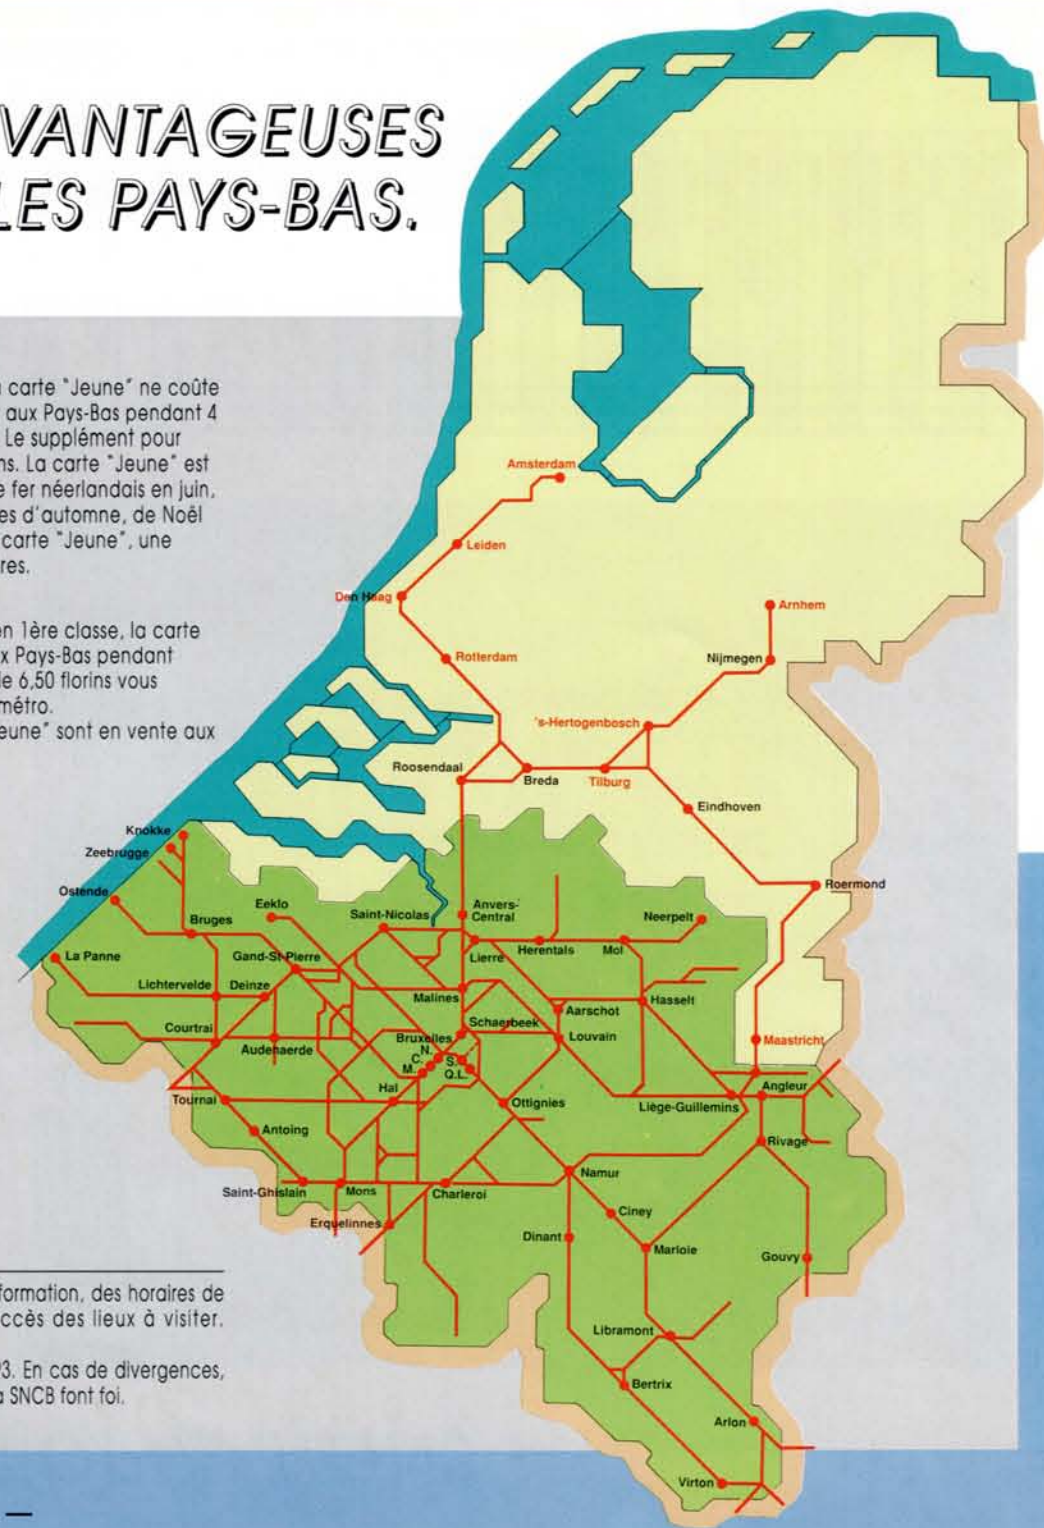 VANTAGEUSES
LES PAYS-BAS.
carte "Jeune" ne coûte
aux Pays-Bas pendant 4
Le supplément pour
ns. La carte "Jeune" est
e fer néerlandais en juin,
es d'automne, de Noël
carte "Jeune", une
res.
en 1ère classe, la carte
x Pays-Bas pendant
de 6,50 florins vous
métro.
eune" sont en vente aux
formation, des horaires de
ccès des lieux à visiter.
93. En cas de divergences,
a SNCB font foi.
Amsterdam
Leiden
Den Haag
Arnhem
Rotterdam
Nijmegen
's-Hertogenbosch
Roosendaal
Breda
Tilburg
Eindhoven
Knokke
Zeebrugge
Roermond
Ostende
Eeklo
Anvers-
Central
Saint-Nicolas
Neerpelt
Bruges
La Panne
Gand-St-Pierre
Lierre
Herentals
Mol
Lichtervelde
Deinze
Malines
Hasselt
Aarschot
Schaerbeek
Courtrai
Bruxelles
Louvain
Maastricht
Audenaerde
N.
C.
M.
S.
Q.L.
Hal
Angleur
Tournai
Ottignies
Liège-Guillemins
Antoing
Rivage
Namur
Saint-Ghislain
Mons
Charleroi
Ciney
Erquelinnes
Dinant
Marloie
Gouvy
Libramont
Bertrix
Arlon
Virton